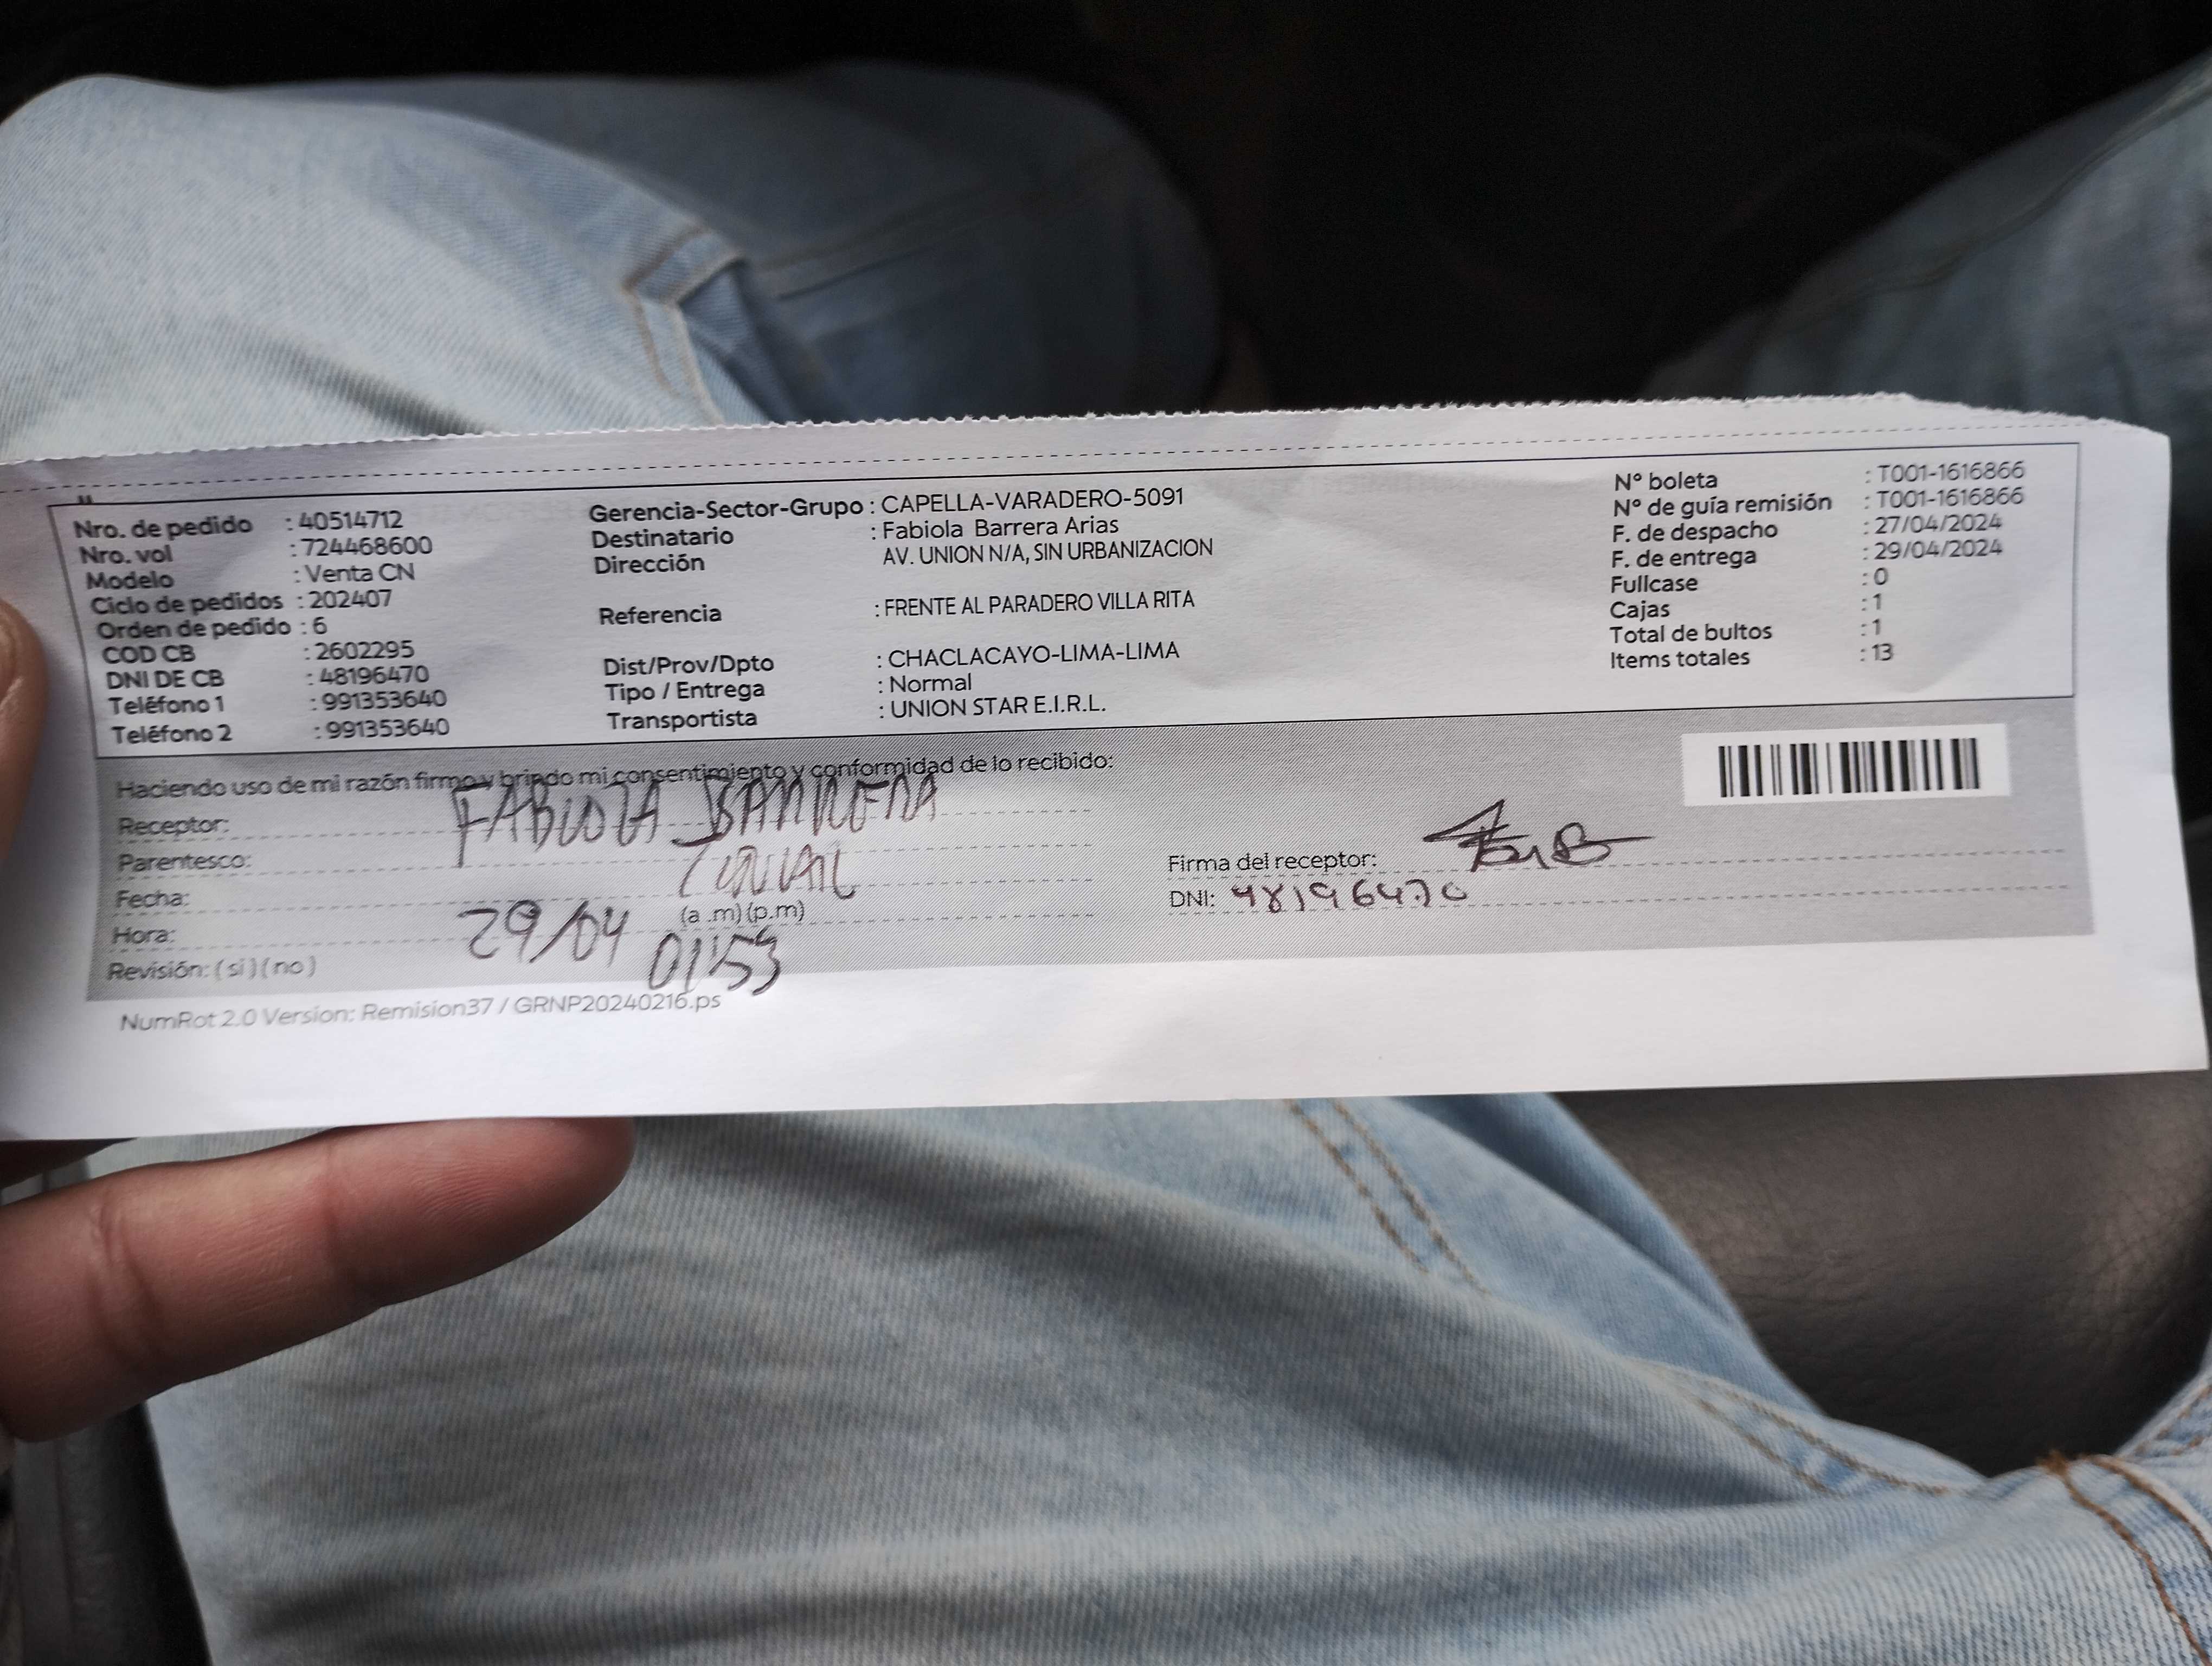 Nro. de pedido : 40514712
Nro. vol : 724468600
Modelo : Venta CN
Ciclo de pedidos : 202407
Orden de pedido : 6
COD CB : 2602295
DNI DE CB : 48196470
Teléfono 1 : 991353640
Teléfono 2 : 991353640
Gerencia-Sector-Grupo : CAPELLA-VARADERO-5091
Destinatario : Fabiola Barrera Arias
Dirección AV. UNION N/A, SIN URBANIZACION
Referencia : FRENTE AL PARADERO VILLA RITA
Dist/Prov/Dpto : CHACLACAYO-LIMA-LIMA
Tipo / Entrega : Normal
Transportista : UNION STAR E.I.R.L.
N° boleta : T001-1616866
N° de guía remisión : T001-1616866
F. de despacho : 27/04/2024
F. de entrega : 29/04/2024
Fullcase : 0
Cajas : 1
Total de bultos : 1
Items totales : 13
Haciendo uso de mi razón firmo y brindo mi consentimiento y conformidad de lo recibido:
Receptor: FABIOLA BARRERA
Parentesco:
Fecha: 29/04
Hora: (a .m) (p.m) 01:53
Revisión: ( si ) ( no )
Firma del receptor:
DNI: 48196470
NumRot 2.0 Version: Remision37 / GRNP20240216.ps